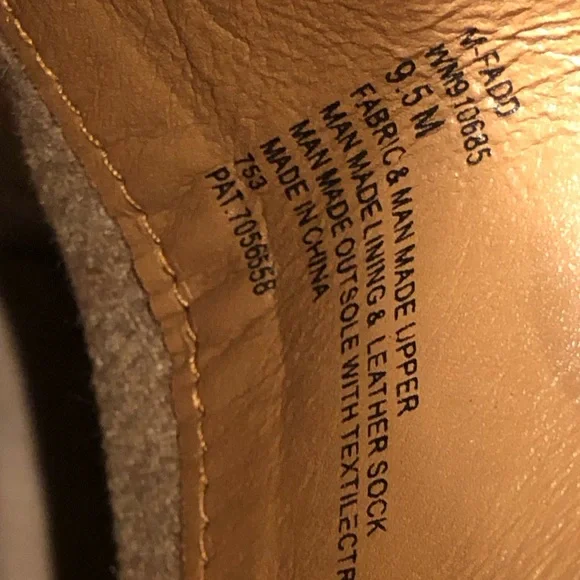 M-FADD
WM910685
9.5 M
FABRIC & MAN MADE UPPER
MAN MADE LINING & LEATHER SOCK
MAN MADE OUTSOLE WITH TEXTILECTR
MADE IN CHINA
753
PAT.7056558